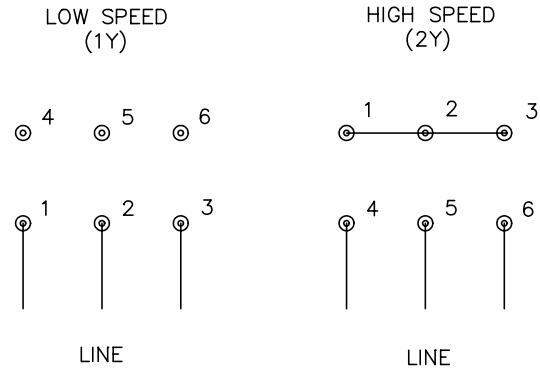 LOW SPEED
(1Y)
4 5 6
1 2 3
LINE
HIGH SPEED
(2Y)
1 2 3
4 5 6
LINE